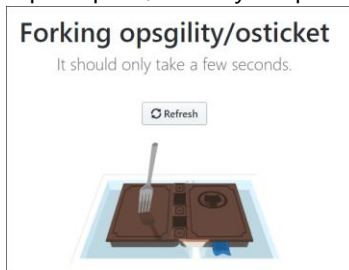 Forking opsgility/osticket
It should only take a few seconds.
Refresh